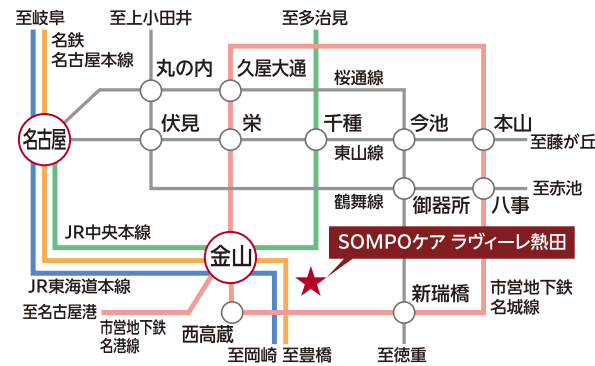 至岐阜
至上小田井
至多治見
名鉄
名古屋本線
丸の内
久屋大通
桜通線
伏見
栄
千種
今池
本山
名古屋
東山線
至藤が丘
至赤池
鶴舞線
御器所
八事
JR中央本線
金山
SOMPOケア ラヴィーレ熱田
JR東海道本線
新瑞橋
市営地下鉄
名城線
至名古屋港
市営地下鉄
名港線
西高蔵
至岡崎
至豊橋
至徳重